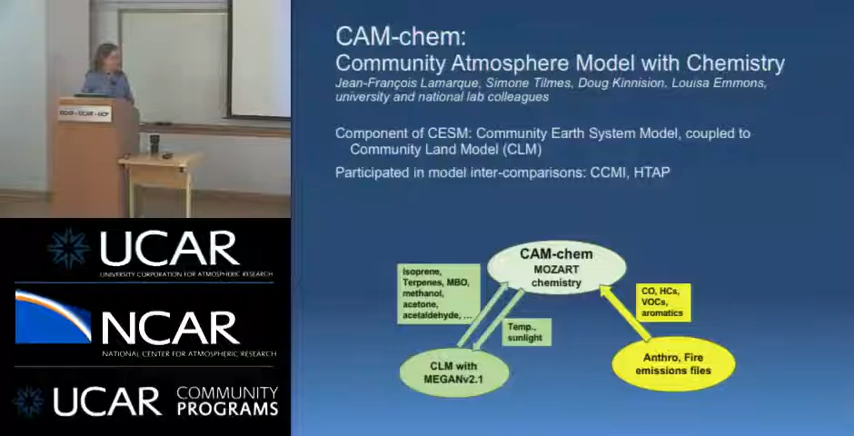 NCAR · UCAR · UCP
UCAR
UNIVERSITY CORPORATION FOR ATMOSPHERIC RESEARCH
NCAR
NATIONAL CENTER FOR ATMOSPHERIC RESEARCH
UCAR COMMUNITY
PROGRAMS
CAM-chem:
Community Atmosphere Model with Chemistry
Jean-François Lamarque, Simone Tilmes, Doug Kinnision, Louisa Emmons,
university and national lab colleagues
Component of CESM: Community Earth System Model, coupled to
Community Land Model (CLM)
Participated in model inter-comparisons: CCMI, HTAP
CAM-chem
MOZART
chemistry
Isoprene,
Terpenes, MBO,
methanol,
acetone,
acetaldehyde, ...
Temp.,
sunlight
CO, HCs,
VOCs,
aromatics
CLM with
MEGANv2.1
Anthro, Fire
emissions files